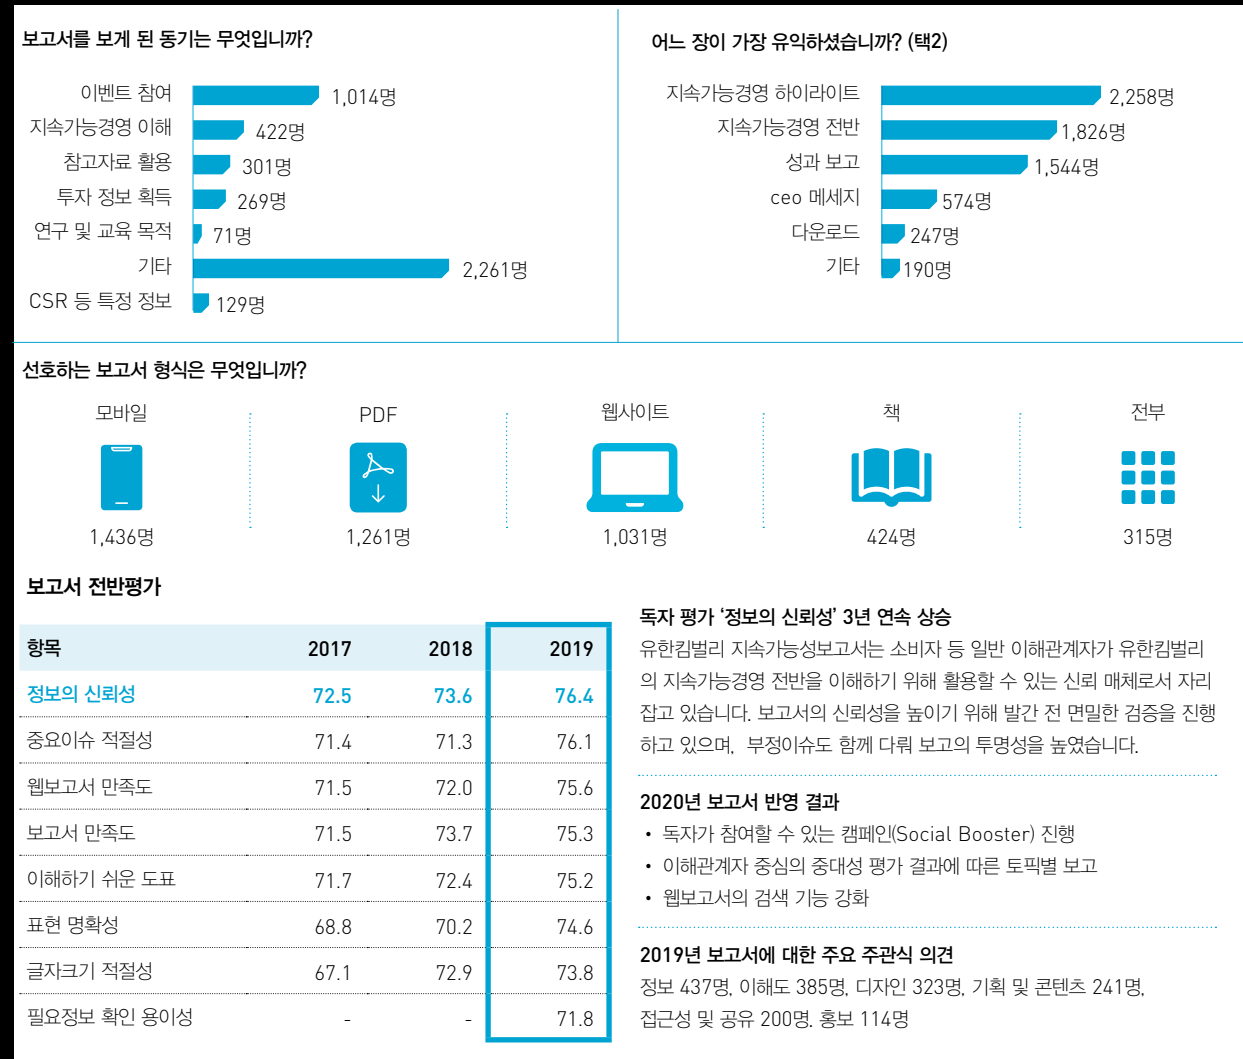 보고서를 보게 된 동기는 무엇입니까?
이벤트 참여 1,014명
지속가능경영 이해 422명
참고자료 활용 301명
투자 정보 획득 269명
연구 및 교육 목적 71명
기타 2,261명
CSR 등 특정 정보 129명
어느 장이 가장 유익하셨습니까? (택2)
지속가능경영 하이라이트 2,258명
지속가능경영 전반 1,826명
성과 보고 1,544명
ceo 메세지 574명
다운로드 247명
기타 190명
선호하는 보고서 형식은 무엇입니까?
모바일 PDF 웹사이트 책 전부
1,436명 1,261명 1,031명 424명 315명
보고서 전반평가
항목 2017 2018 2019
정보의 신뢰성 72.5 73.6 76.4
중요이슈 적절성 71.4 71.3 76.1
웹보고서 만족도 71.5 72.0 75.6
보고서 만족도 71.5 73.7 75.3
이해하기 쉬운 도표 71.7 72.4 75.2
표현 명확성 68.8 70.2 74.6
글자크기 적절성 67.1 72.9 73.8
필요정보 확인 용이성 - - 71.8
독자 평가 ‘정보의 신뢰성’ 3년 연속 상승
유한킴벌리 지속가능성보고서는 소비자 등 일반 이해관계자가 유한킴벌리
의 지속가능경영 전반을 이해하기 위해 활용할 수 있는 신뢰 매체로서 자리
잡고 있습니다. 보고서의 신뢰성을 높이기 위해 발간 전 면밀한 검증을 진행
하고 있으며, 부정이슈도 함께 다뤄 보고의 투명성을 높였습니다.
2020년 보고서 반영 결과
• 독자가 참여할 수 있는 캠페인(Social Booster) 진행
• 이해관계자 중심의 중대성 평가 결과에 따른 토픽별 보고
• 웹보고서의 검색 기능 강화
2019년 보고서에 대한 주요 주관식 의견
정보 437명, 이해도 385명, 디자인 323명, 기획 및 콘텐츠 241명,
접근성 및 공유 200명. 홍보 114명